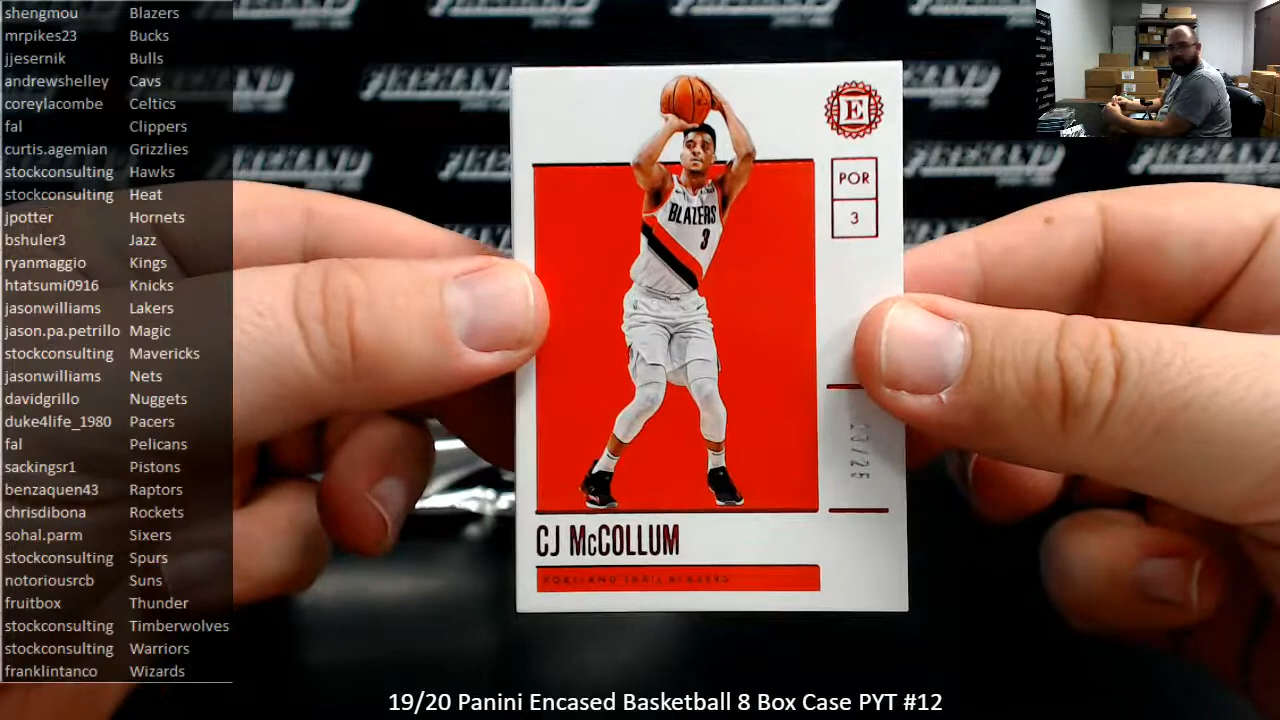 shengmou Blazers
mrpikes23 Bucks
jjesernik Bulls
andrewshelley Cavs
coreylacombe Celtics
fal Clippers
curtis.agemian Grizzlies
stockconsulting Hawks
stockconsulting Heat
jpotter Hornets
bshuler3 Jazz
ryanmaggio Kings
htatsumi0916 Knicks
jasonwilliams Lakers
jason.pa.petrillo Magic
stockconsulting Mavericks
jasonwilliams Nets
davidgrillo Nuggets
duke4life_1980 Pacers
fal Pelicans
sackingsr1 Pistons
benzaquen43 Raptors
chrisdibona Rockets
sohal.parm Sixers
stockconsulting Spurs
notoriousrcb Suns
fruitbox Thunder
stockconsulting Timberwolves
stockconsulting Warriors
franklintanco Wizards
E
POR
3
BLAZERS
3
/25
CJ McCOLLUM
PORTLAND TRAIL BLAZERS
19/20 Panini Encased Basketball 8 Box Case PYT #12